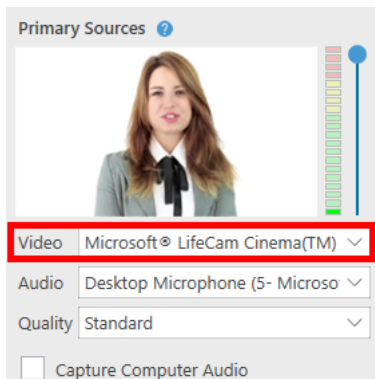 Primary Sources ?
Video Microsoft® LifeCam Cinema(TM)
Audio Desktop Microphone (5- Microso
Quality Standard
Capture Computer Audio